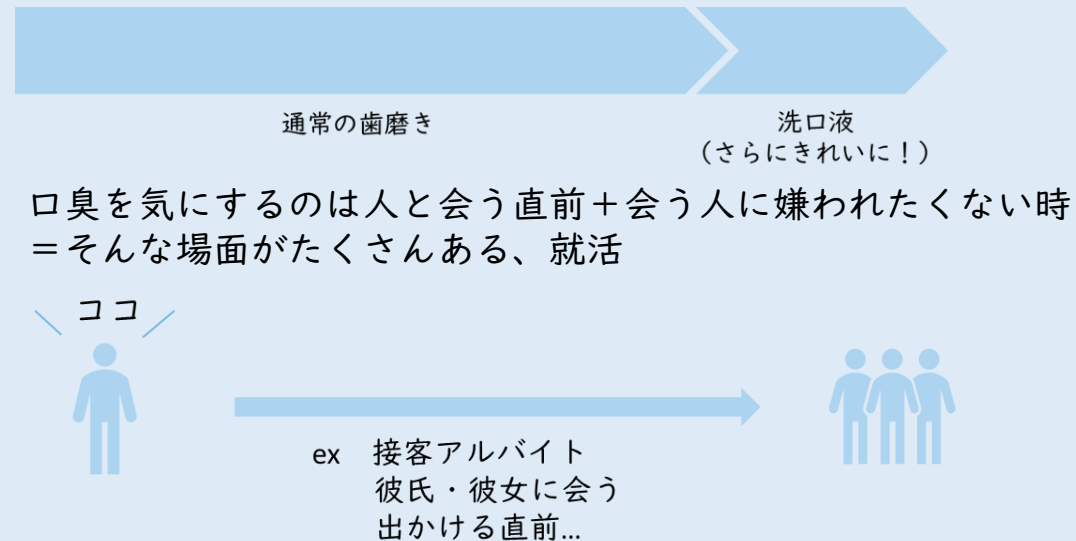 通常の歯磨き
洗口液
(さらにきれいに！)
口臭を気にするのは人と会う直前＋会う人に嫌われたくない時
＝そんな場面がたくさんある、就活
ココ
ex 接客アルバイト
彼氏・彼女に会う
出かける直前…